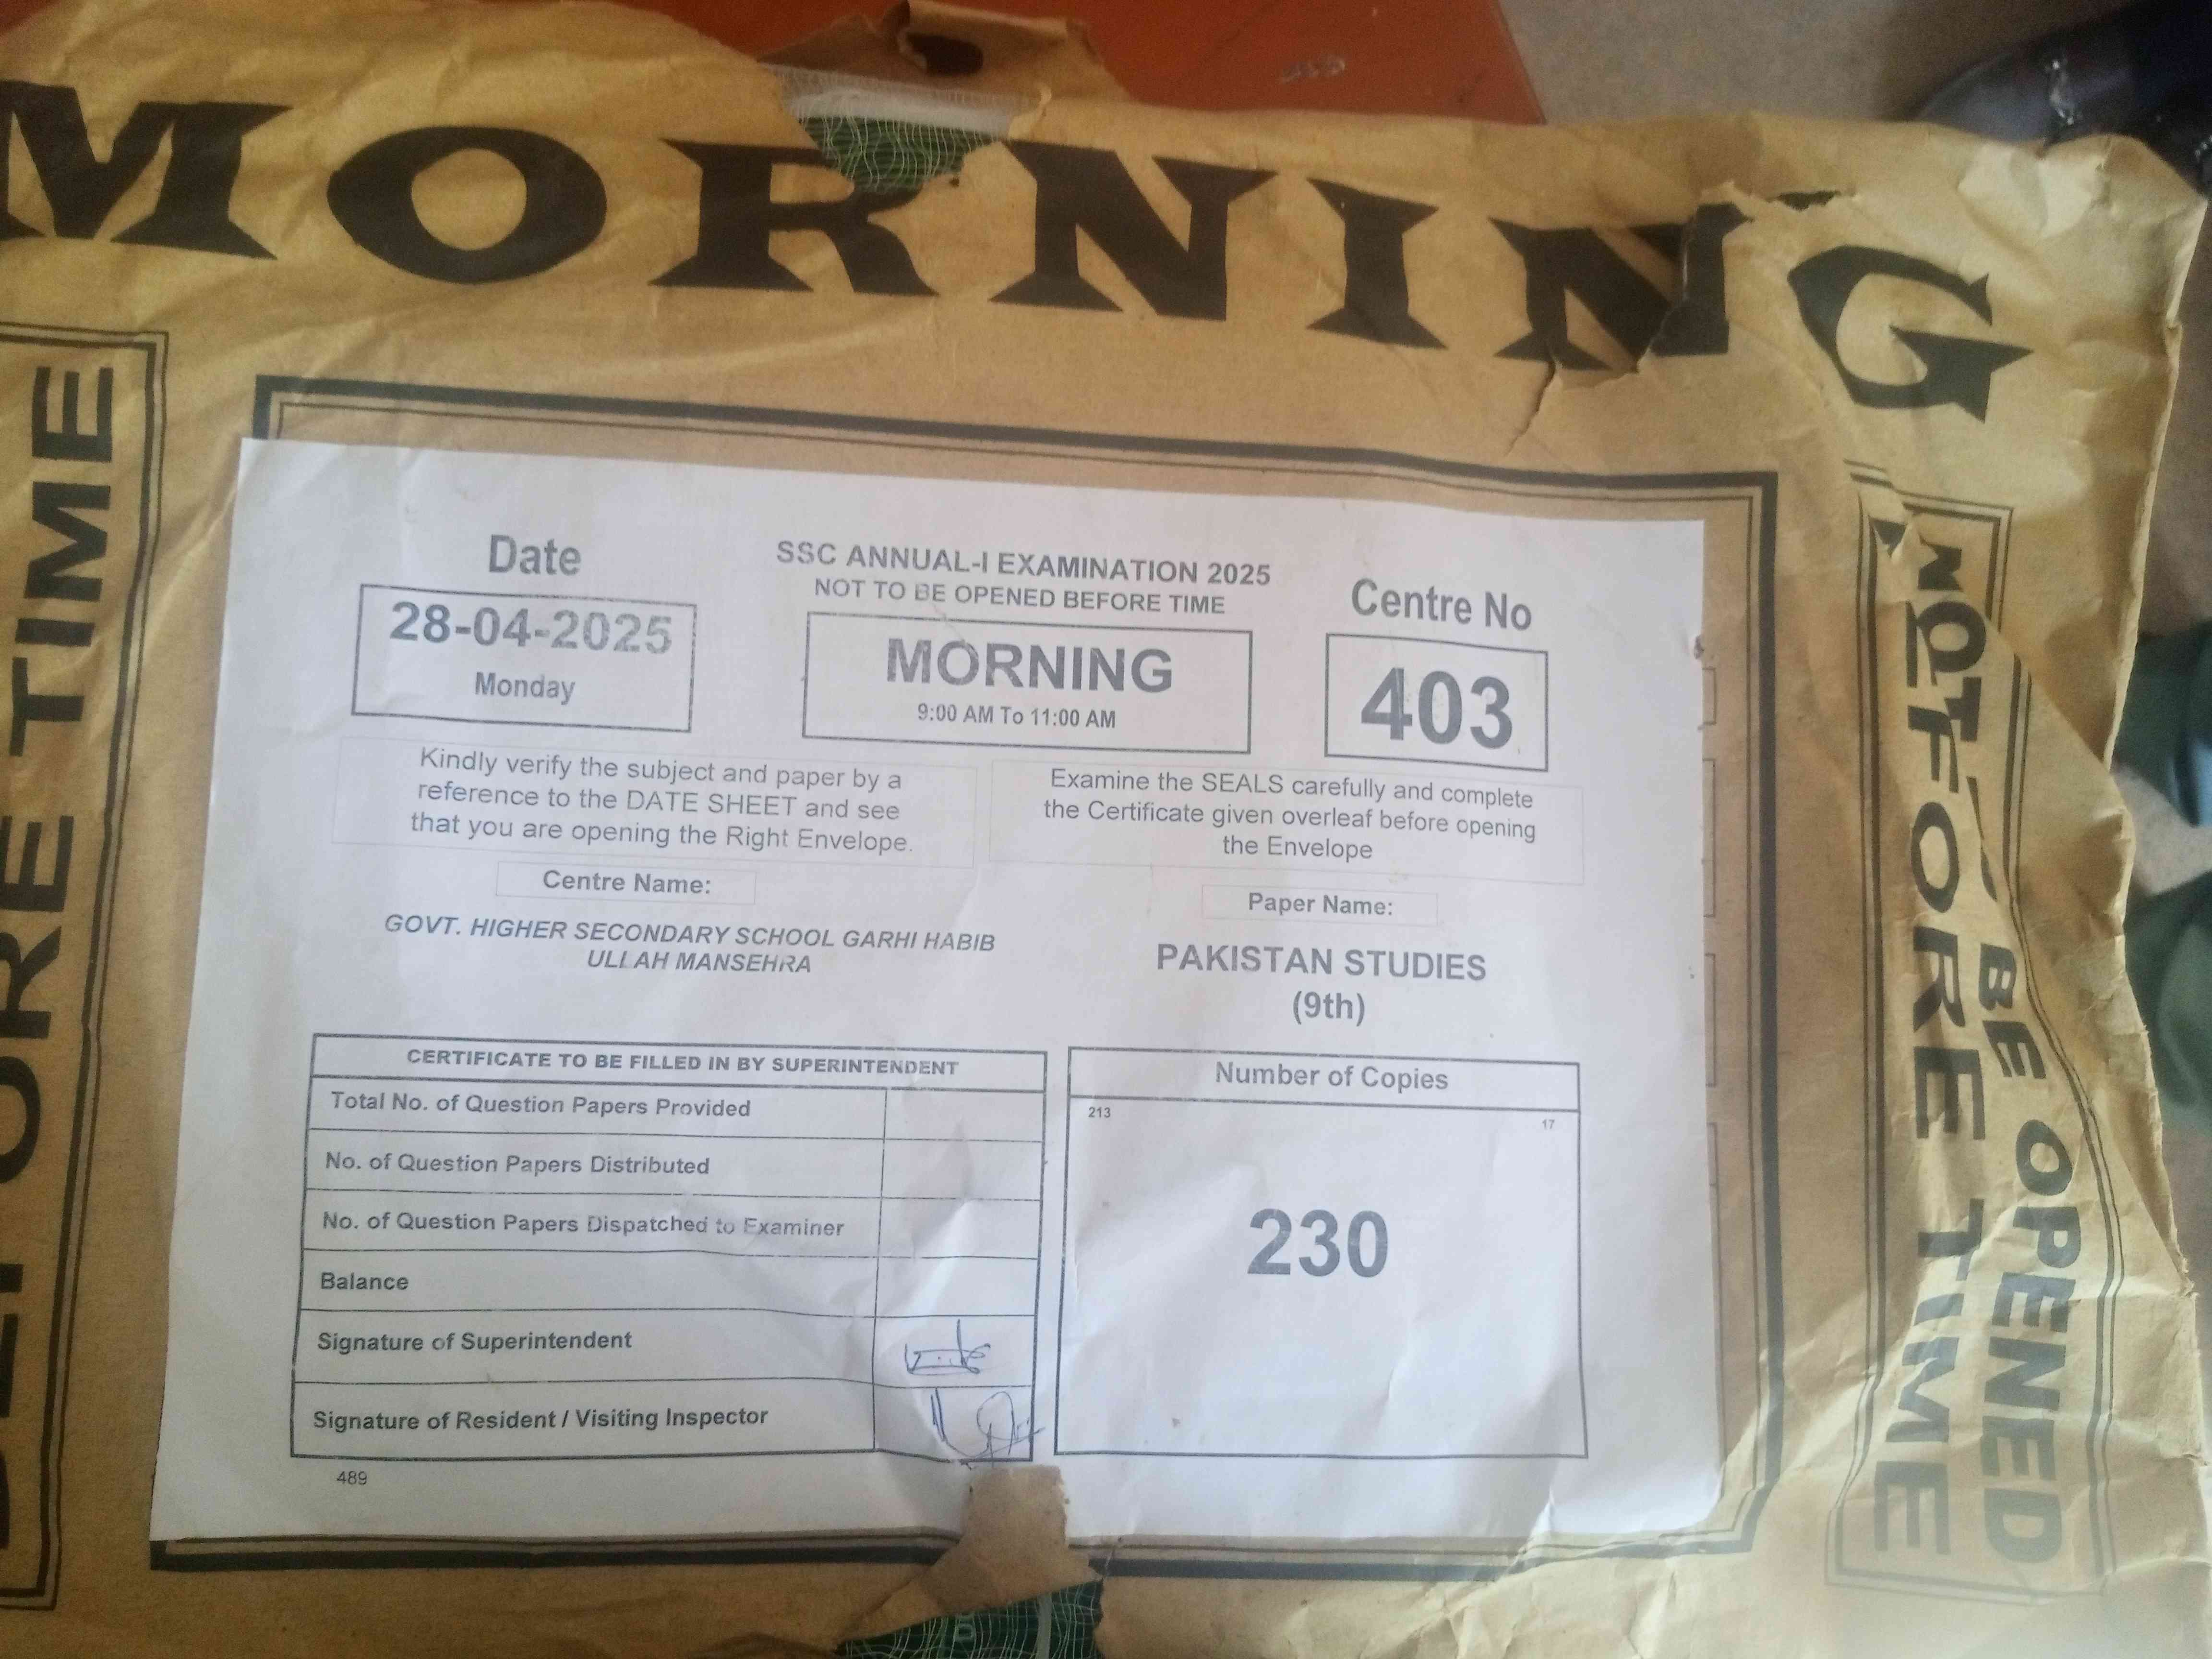 MORNING
BEFORE TIME
NOT BE OPENED
BEFORE TIME
Date
28-04-2025
Monday
SSC ANNUAL-I EXAMINATION 2025
NOT TO BE OPENED BEFORE TIME
MORNING
9:00 AM To 11:00 AM
Centre No
403
Kindly verify the subject and paper by a
reference to the DATE SHEET and see
that you are opening the Right Envelope.
Examine the SEALS carefully and complete
the Certificate given overleaf before opening
the Envelope
Centre Name:
GOVT. HIGHER SECONDARY SCHOOL GARHI HABIB
ULLAH MANSEHRA
Paper Name:
PAKISTAN STUDIES
(9th)
CERTIFICATE TO BE FILLED IN BY SUPERINTENDENT
Total No. of Question Papers Provided
No. of Question Papers Distributed
No. of Question Papers Dispatched to Examiner
Balance
Signature of Superintendent
Signature of Resident / Visiting Inspector
489
Number of Copies
213
17
230